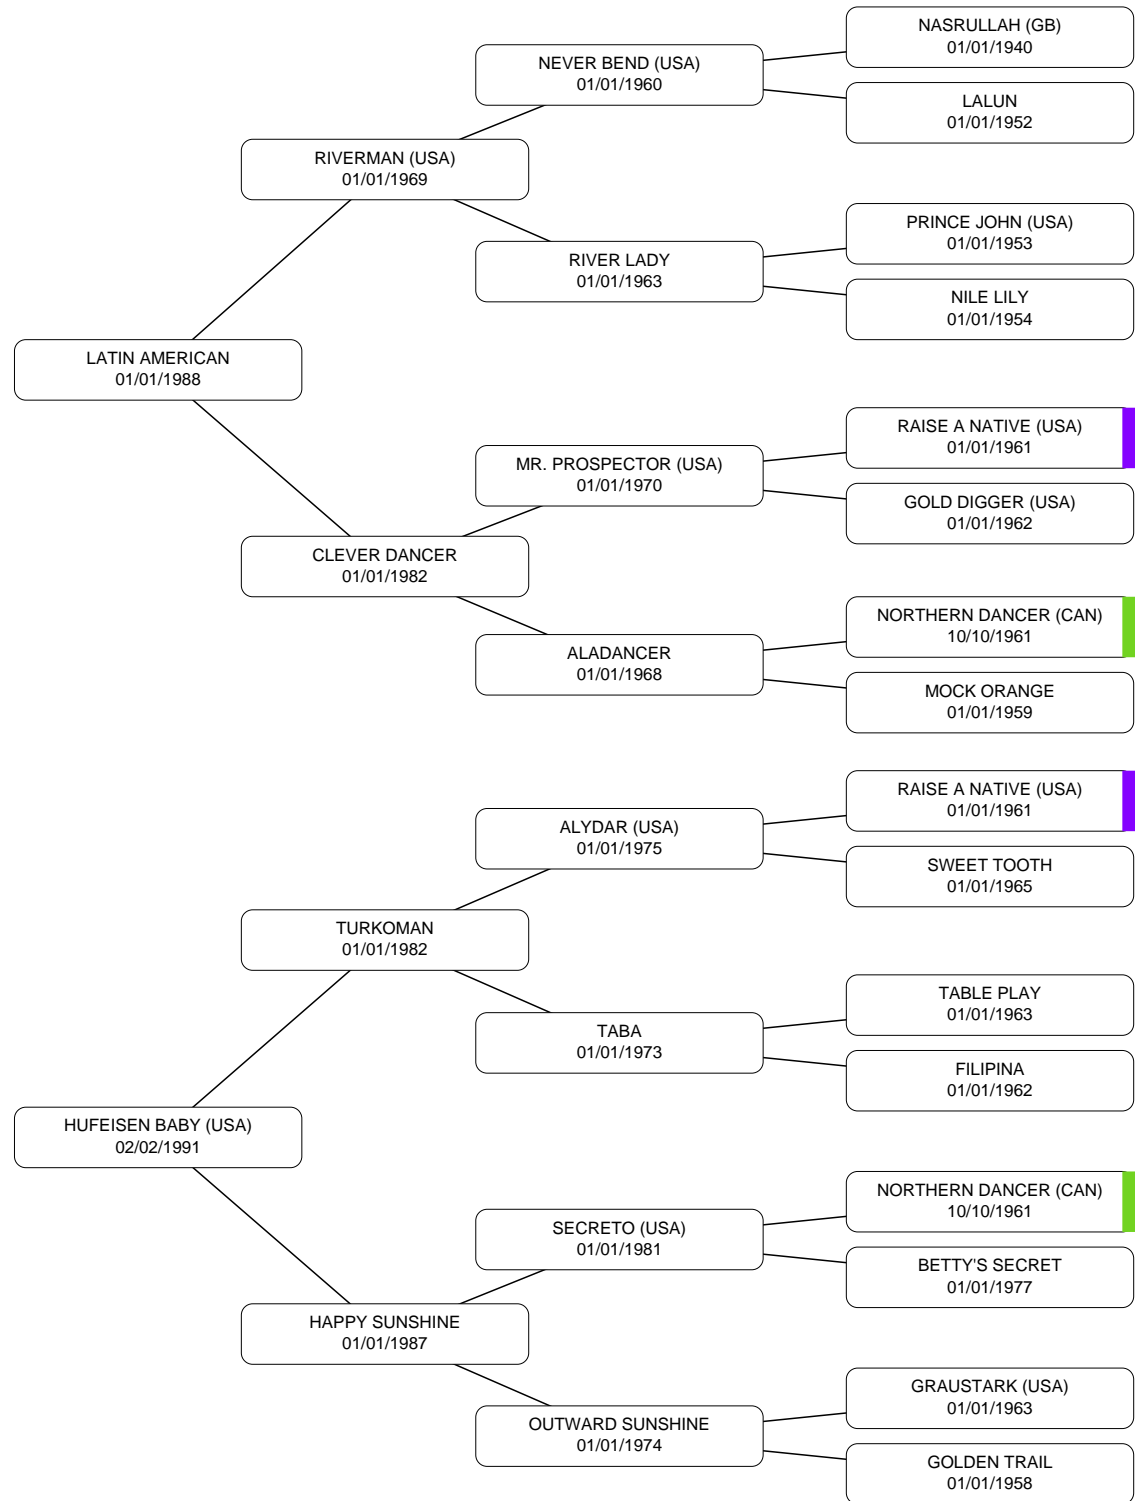 NASRULLAH (GB)
01/01/1940
NEVER BEND (USA)
01/01/1960
LALUN
01/01/1952
RIVERMAN (USA)
01/01/1969
PRINCE JOHN (USA)
01/01/1953
RIVER LADY
01/01/1963
NILE LILY
01/01/1954
LATIN AMERICAN
01/01/1988
RAISE A NATIVE (USA)
01/01/1961
MR. PROSPECTOR (USA)
01/01/1970
GOLD DIGGER (USA)
01/01/1962
CLEVER DANCER
01/01/1982
NORTHERN DANCER (CAN)
10/10/1961
ALADANCER
01/01/1968
MOCK ORANGE
01/01/1959
RAISE A NATIVE (USA)
01/01/1961
ALYDAR (USA)
01/01/1975
SWEET TOOTH
01/01/1965
TURKOMAN
01/01/1982
TABLE PLAY
01/01/1963
TABA
01/01/1973
FILIPINA
01/01/1962
HUFEISEN BABY (USA)
02/02/1991
NORTHERN DANCER (CAN)
10/10/1961
SECRETO (USA)
01/01/1981
BETTY'S SECRET
01/01/1977
HAPPY SUNSHINE
01/01/1987
GRAUSTARK (USA)
01/01/1963
OUTWARD SUNSHINE
01/01/1974
GOLDEN TRAIL
01/01/1958